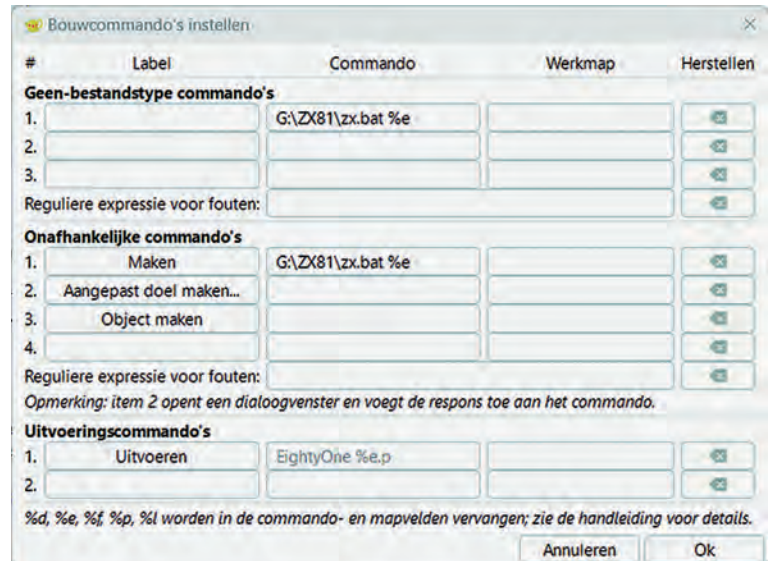 Bouwcommando's instellen
# Label Commando Werkmap Herstellen
Geen-bestandstype commando's
1. G:\ZX81\zx.bat %e
2.
3.
Reguliere expressie voor fouten:
Onafhankelijke commando's
1. Maken G:\ZX81\zx.bat %e
2. Aangepast doel maken...
3. Object maken
4.
Reguliere expressie voor fouten:
Opmerking: item 2 opent een dialoogvenster en voegt de respons toe aan het commando.
Uitvoeringscommando's
1. Uitvoeren EightyOne %e.p
2.
%d, %e, %f, %p, %l worden in de commando- en mapvelden vervangen; zie de handleiding voor details.
Annuleren Ok